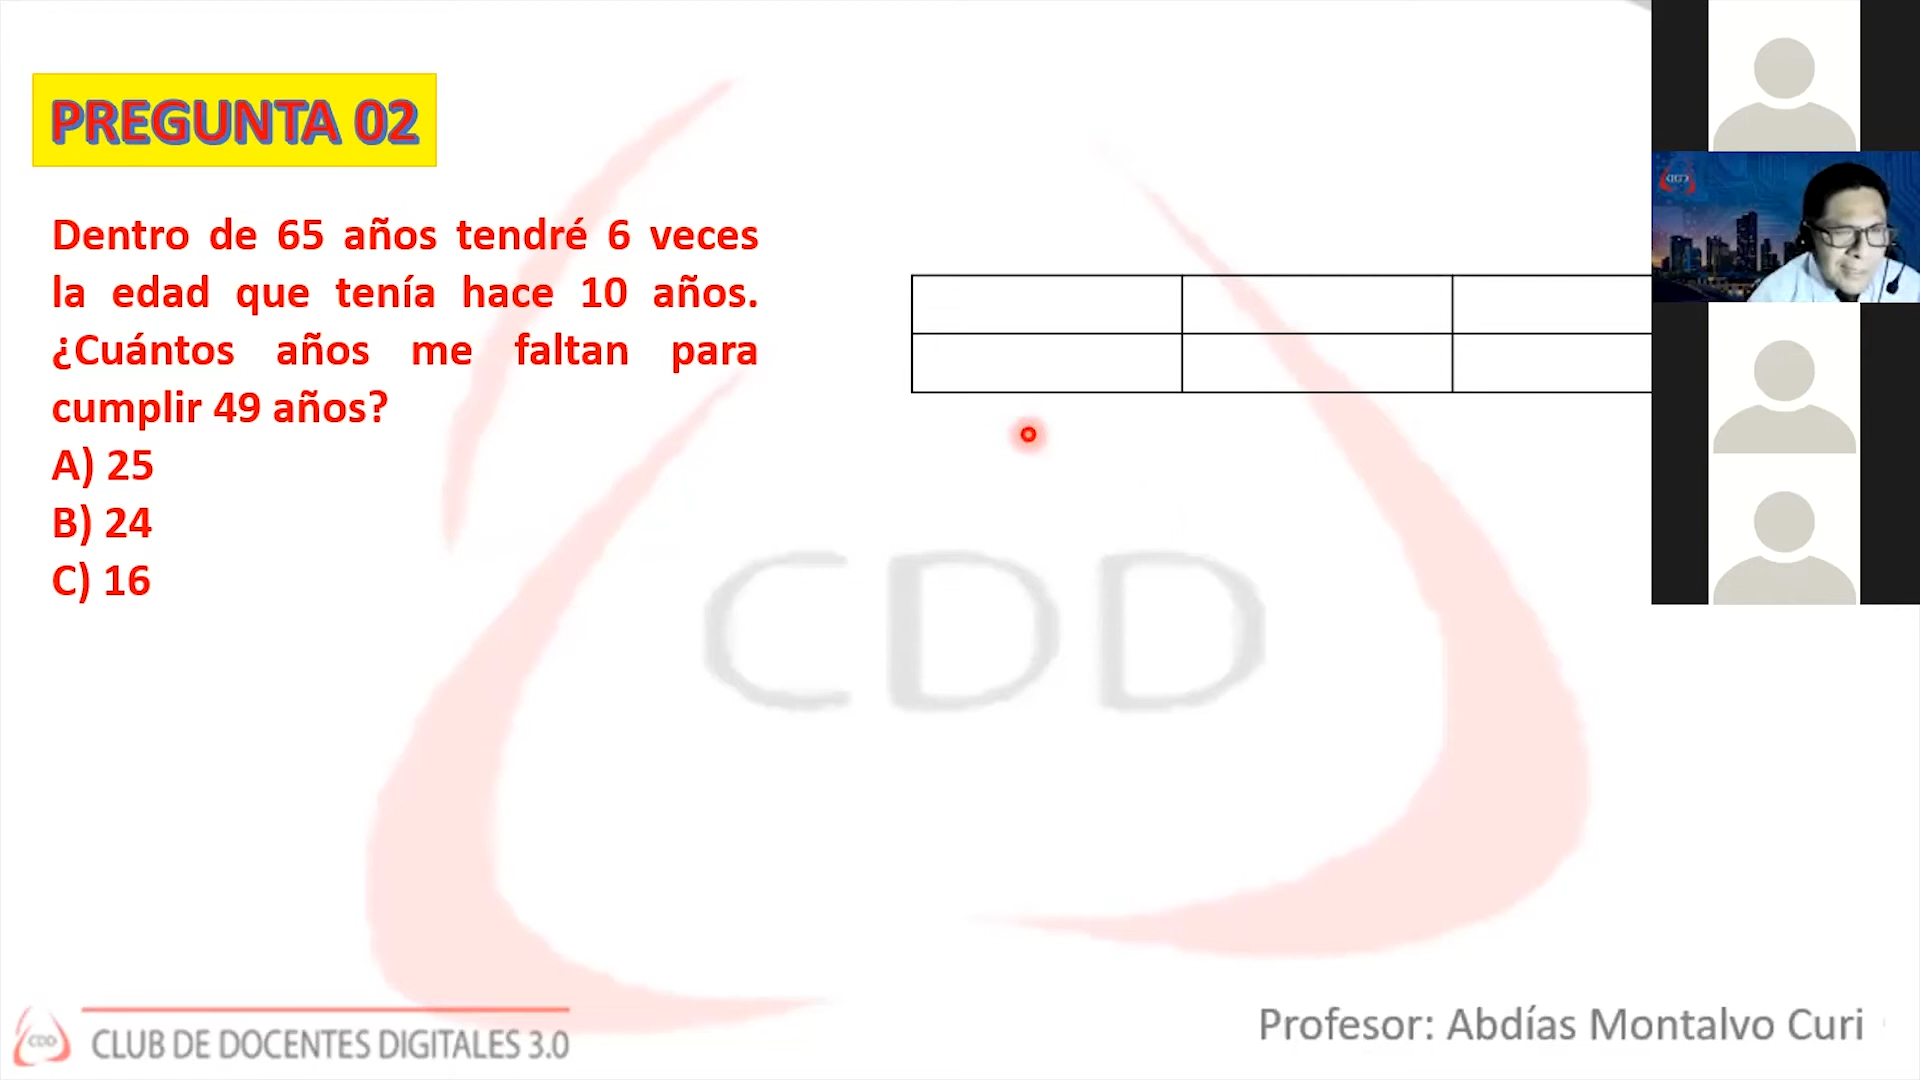 PREGUNTA 02
Dentro de 65 años tendré 6 veces
la edad que tenía hace 10 años.
¿Cuántos años me faltan para
cumplir 49 años?
A) 25
B) 24
C) 16
CDD
CDD
CDD
CLUB DE DOCENTES DIGITALES 3.0
Profesor: Abdías Montalvo Curi